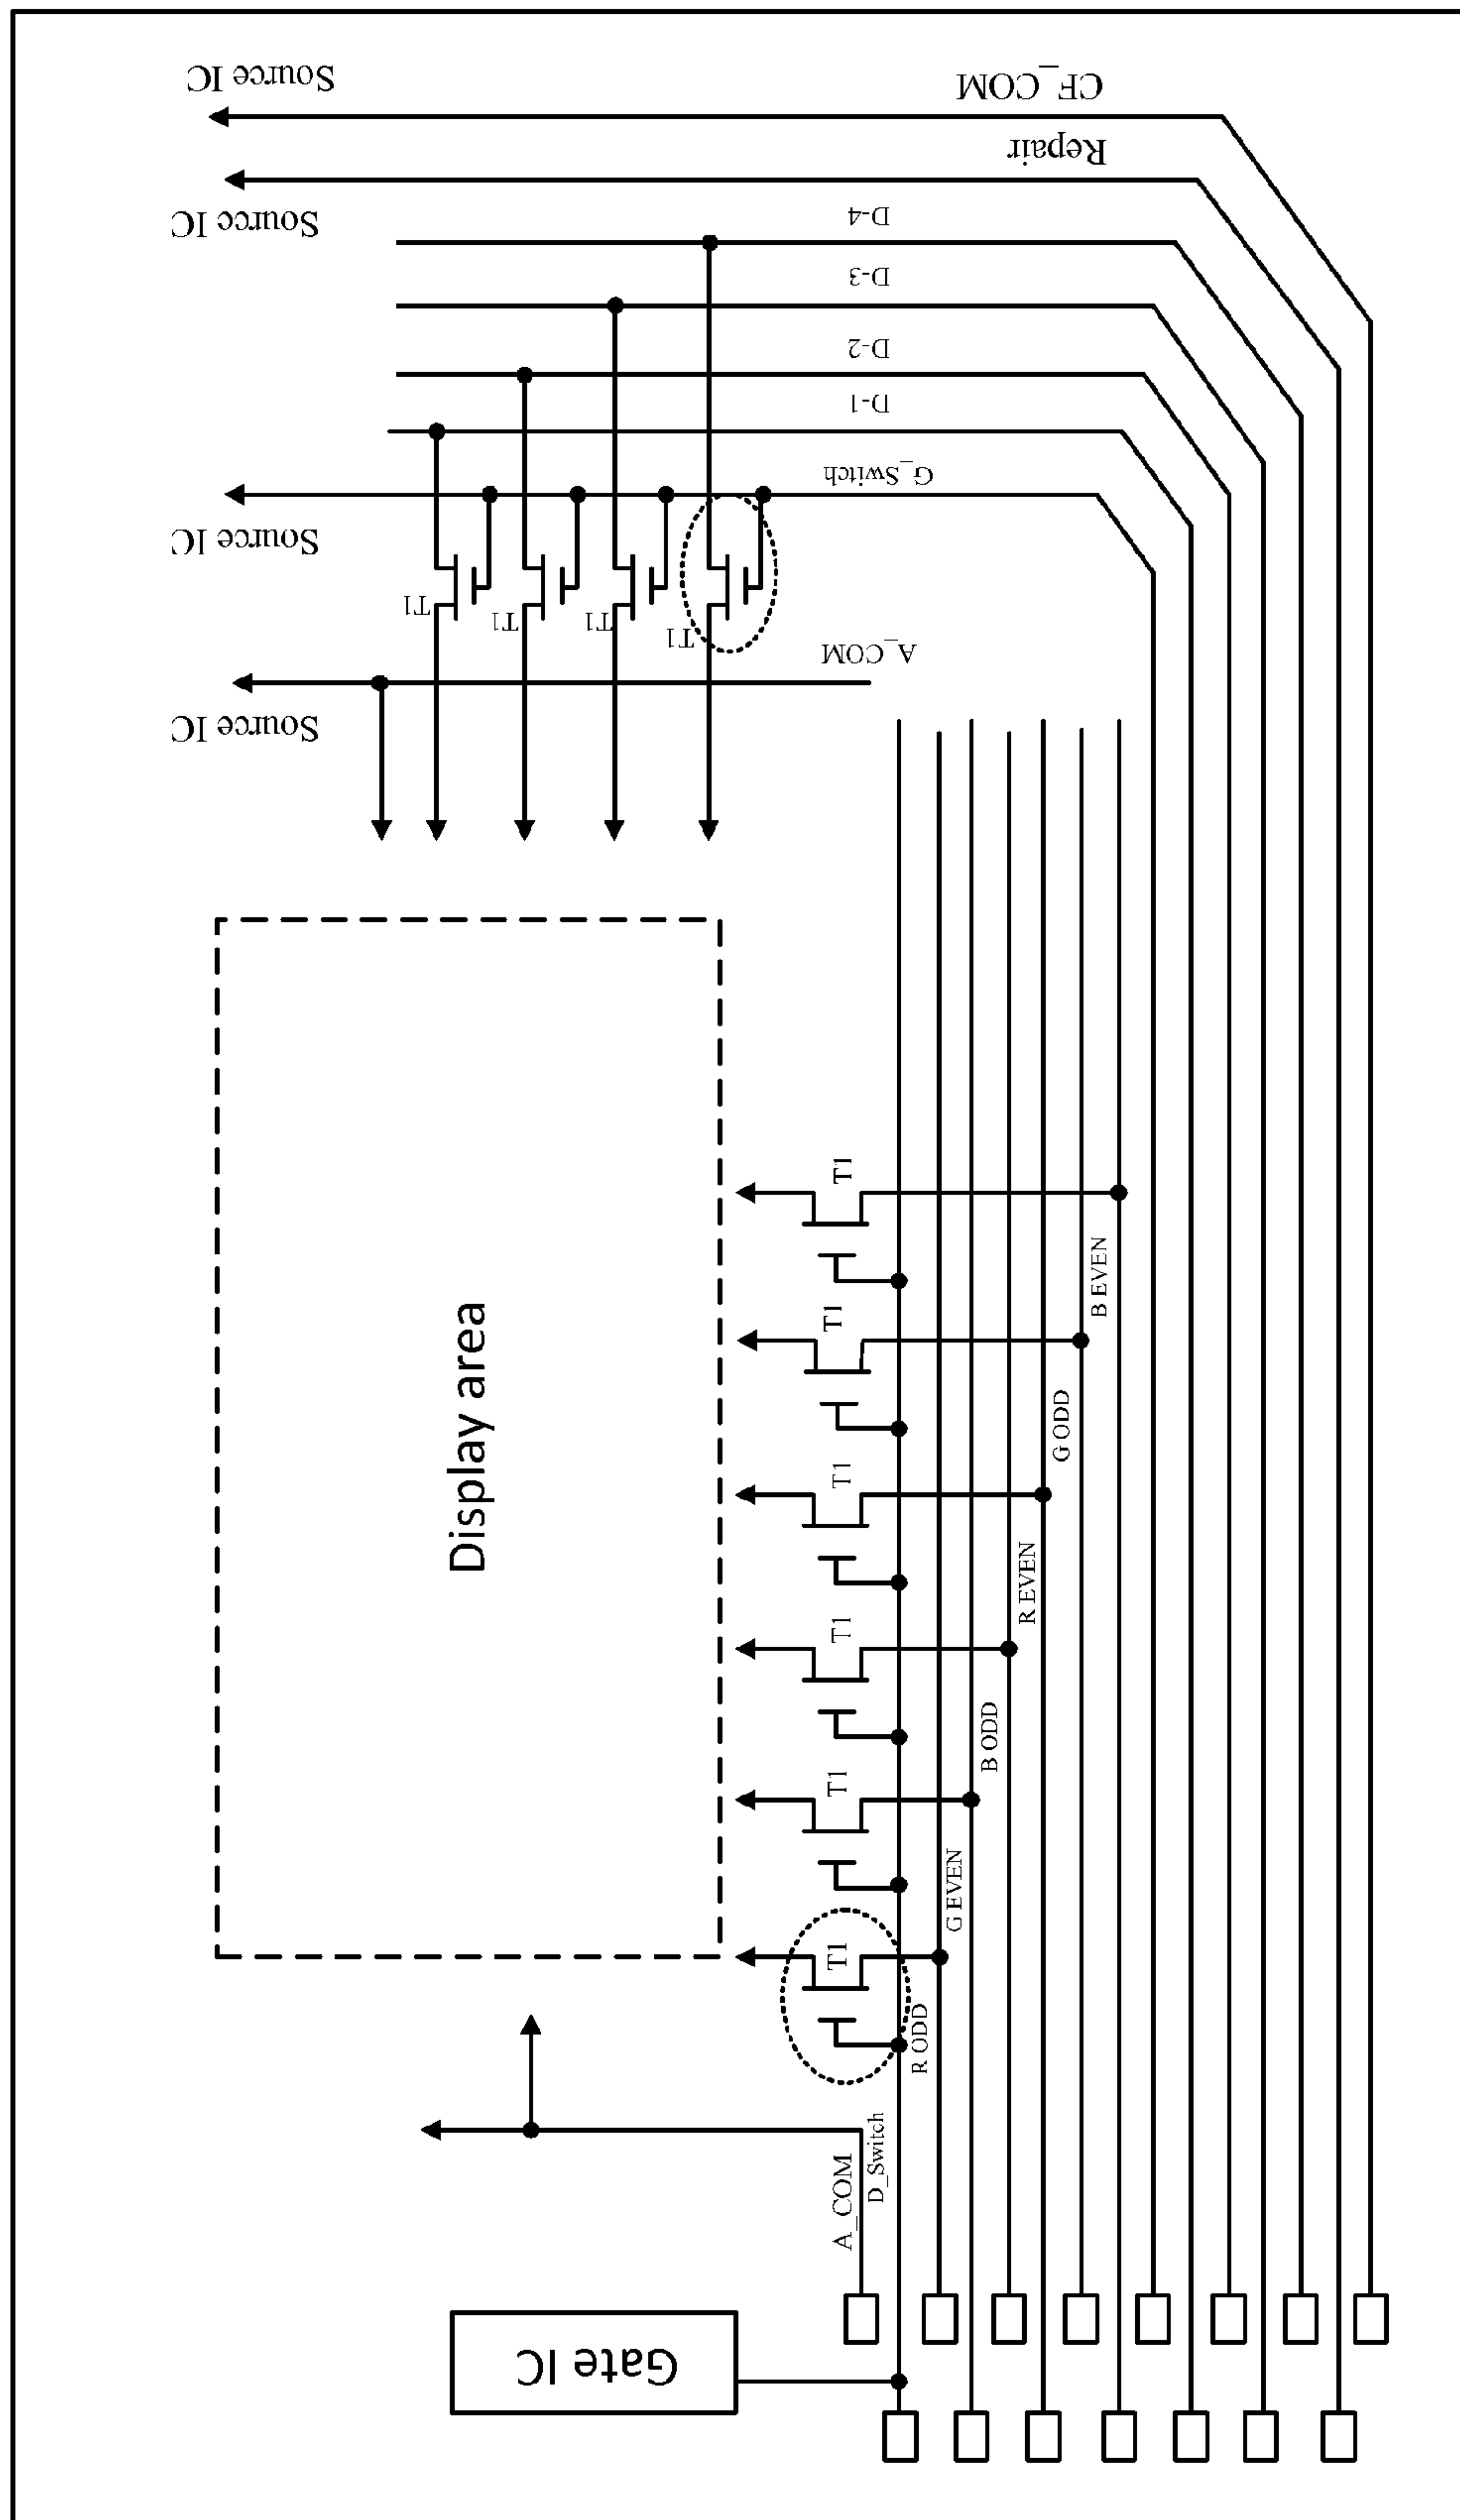 Source IC
CF_COM
Repair
Source IC
D-4
D-3
D-2
D-1
G_Switch
Source IC
T1
T1
T1
T1
A_COM
Source IC
Display area
T1
T1
T1
T1
T1
T1
B EVEN
G ODD
R EVEN
B ODD
G EVEN
R ODD
D_Switch
A_COM
Gate IC